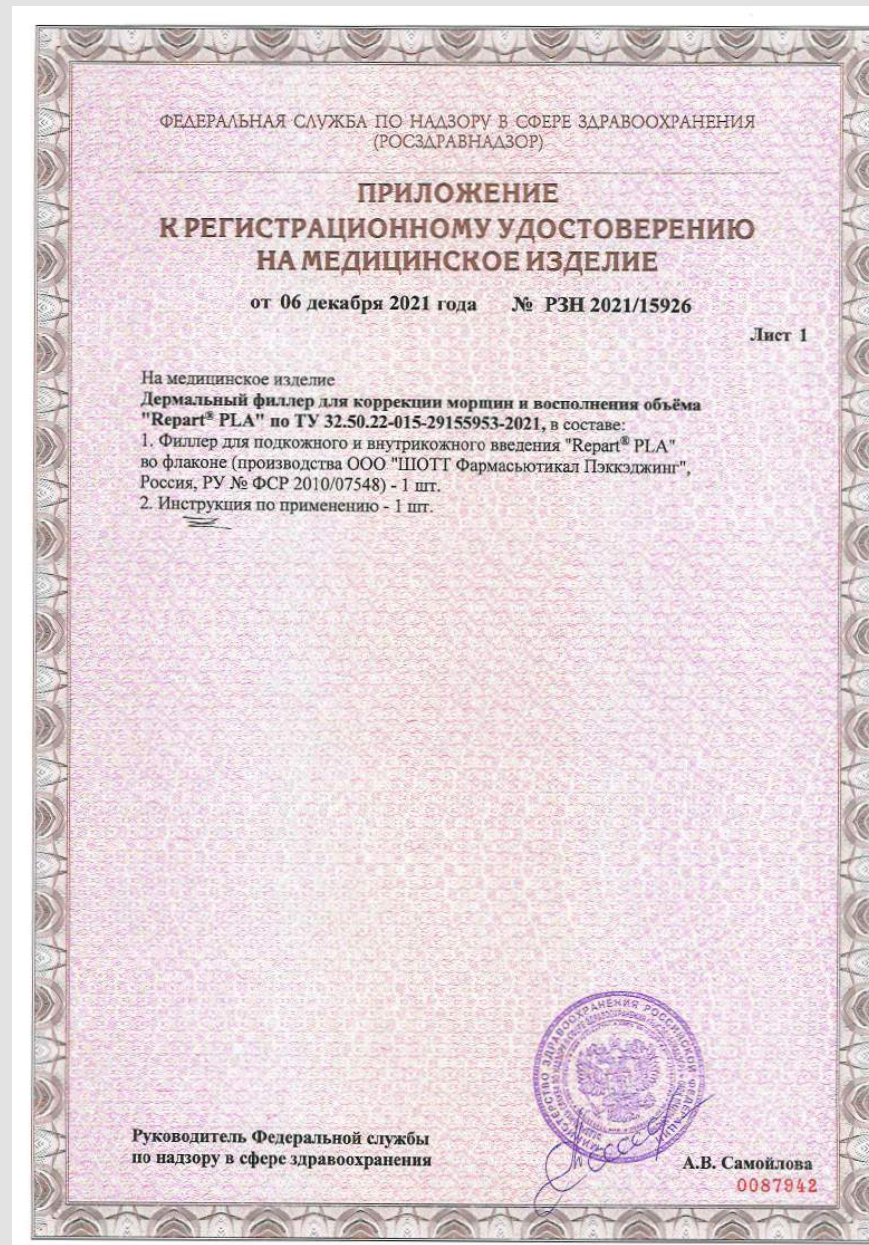 ФЕДЕРАЛЬНАЯ СЛУЖБА ПО НАДЗОРУ В СФЕРЕ ЗДРАВООХРАНЕНИЯ
(РОСЗДРАВНАДЗОР)
ПРИЛОЖЕНИЕ
К РЕГИСТРАЦИОННОМУ УДОСТОВЕРЕНИЮ
НА МЕДИЦИНСКОЕ ИЗДЕЛИЕ
от 06 декабря 2021 года № РЗН 2021/15926
Лист 1
На медицинское изделие
Дермальный филлер для коррекции морщин и восполнения объёма
"Repart® PLA" по ТУ 32.50.22-015-29155953-2021, в составе:
1. Филлер для подкожного и внутрикожного введения "Repart® PLA"
во флаконе (производства ООО "ШОТТ Фармасьютикал Пэккэджинг",
Россия, РУ № ФСР 2010/07548) - 1 шт.
2. Инструкция по применению - 1 шт.
Руководитель Федеральной службы
по надзору в сфере здравоохранения
А.В. Самойлова
0087942